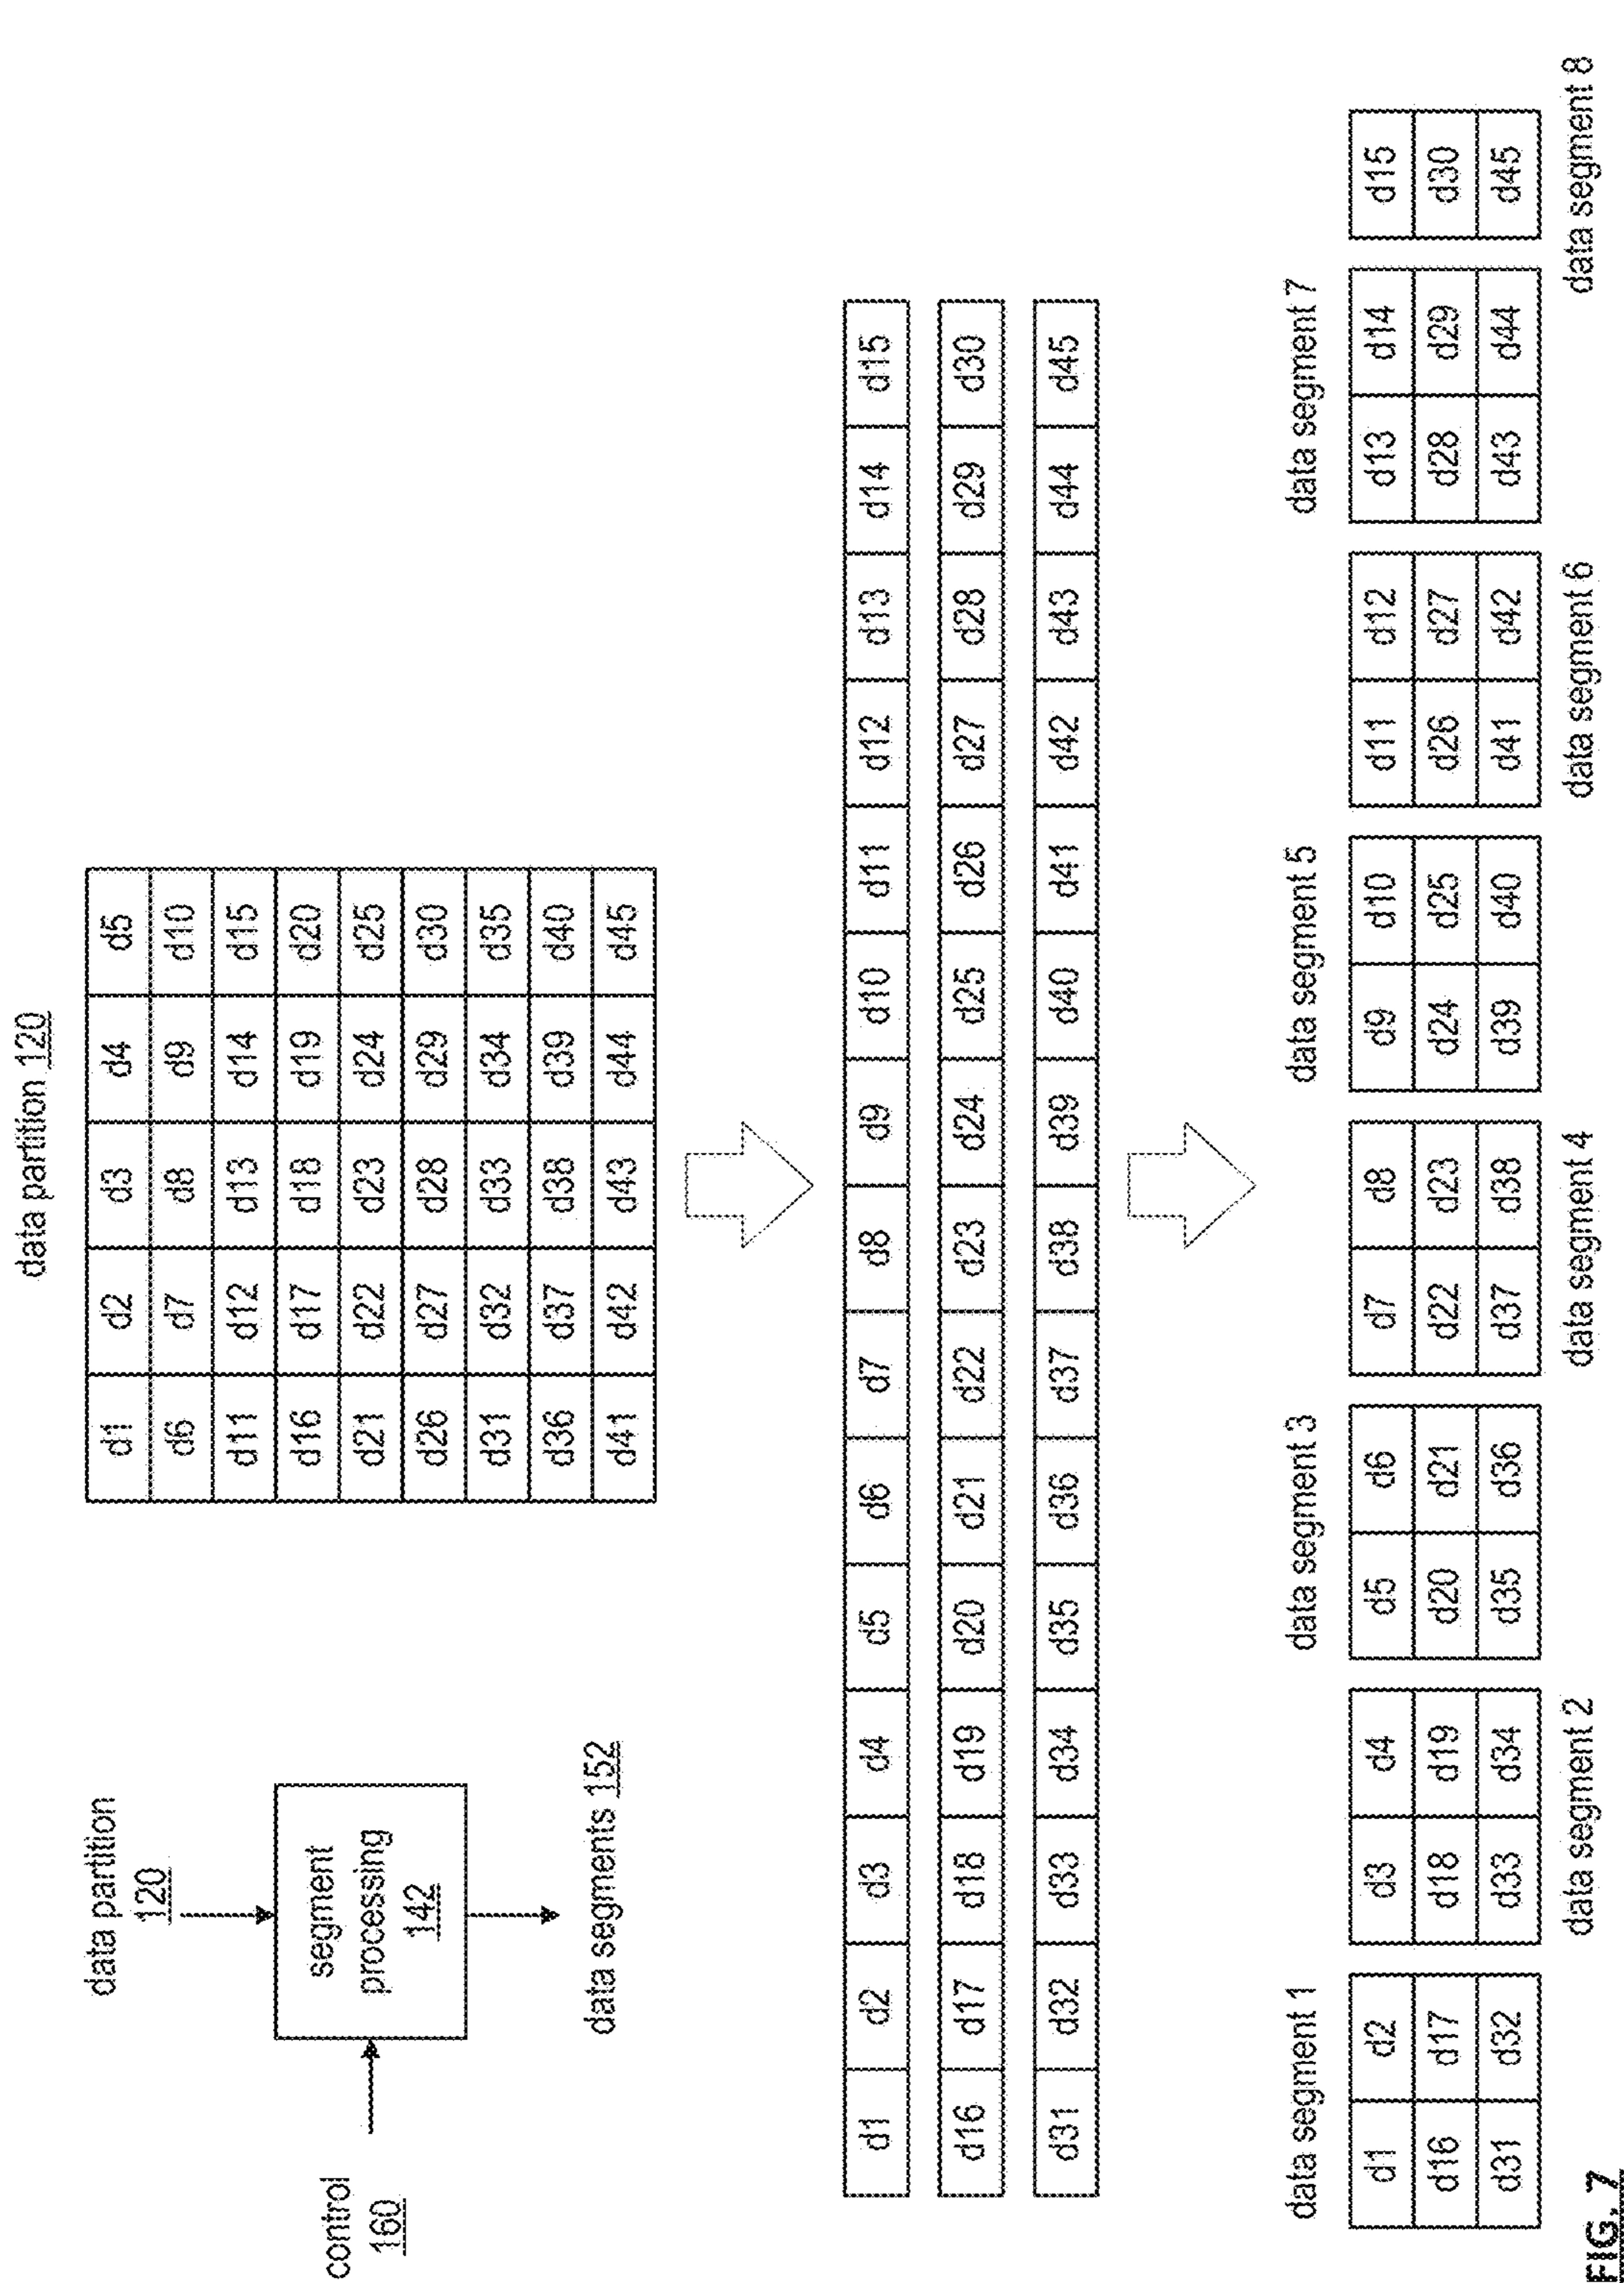 data partition
120
control
160
segment
processing
142
data segments 152
data partition 120
d1 d2 d3 d4 d5
d6 d7 d8 d9 d10
d11 d12 d13 d14 d15
d16 d17 d18 d19 d20
d21 d22 d23 d24 d25
d26 d27 d28 d29 d30
d31 d32 d33 d34 d35
d36 d37 d38 d39 d40
d41 d42 d43 d44 d45
d1 d2 d3 d4 d5 d6 d7 d8 d9 d10 d11 d12 d13 d14 d15
d16 d17 d18 d19 d20 d21 d22 d23 d24 d25 d26 d27 d28 d29 d30
d31 d32 d33 d34 d35 d36 d37 d38 d39 d40 d41 d42 d43 d44 d45
data segment 1 data segment 3 data segment 5 data segment 7
d1 d2 d3 d4 d5 d6 d7 d8 d9 d10 d11 d12 d13 d14 d15
d16 d17 d18 d19 d20 d21 d22 d23 d24 d25 d26 d27 d28 d29 d30
d31 d32 d33 d34 d35 d36 d37 d38 d39 d40 d41 d42 d43 d44 d45
data segment 2 data segment 4 data segment 6 data segment 8
FIG. 7